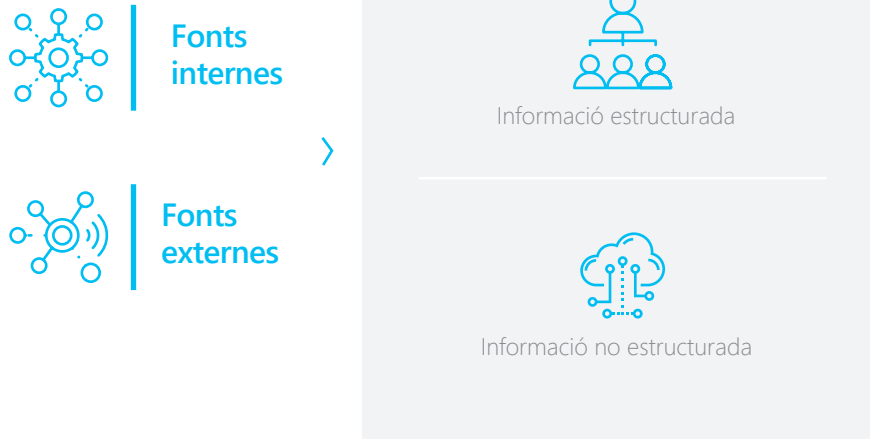 Fonts
internes
Fonts
externes
Informació estructurada
Informació no estructurada